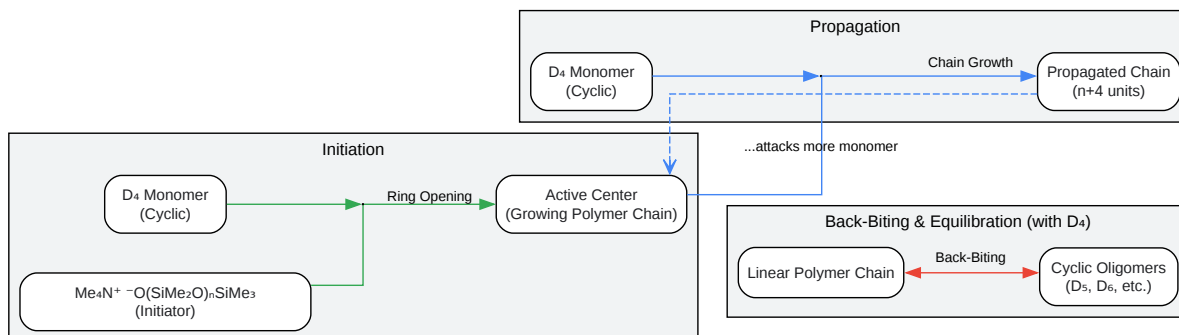 Propagation
D₄ Monomer
(Cyclic)
Chain Growth
Propagated Chain
(n+4 units)
...attacks more monomer
Initiation
D₄ Monomer
(Cyclic)
Ring Opening
Active Center
(Growing Polymer Chain)
Me₄N⁺ ⁻O(SiMe₂O)ₙSiMe₃
(Initiator)
Back-Biting & Equilibration (with D₄)
Linear Polymer Chain
Back-Biting
Cyclic Oligomers
(D₅, D₆, etc.)